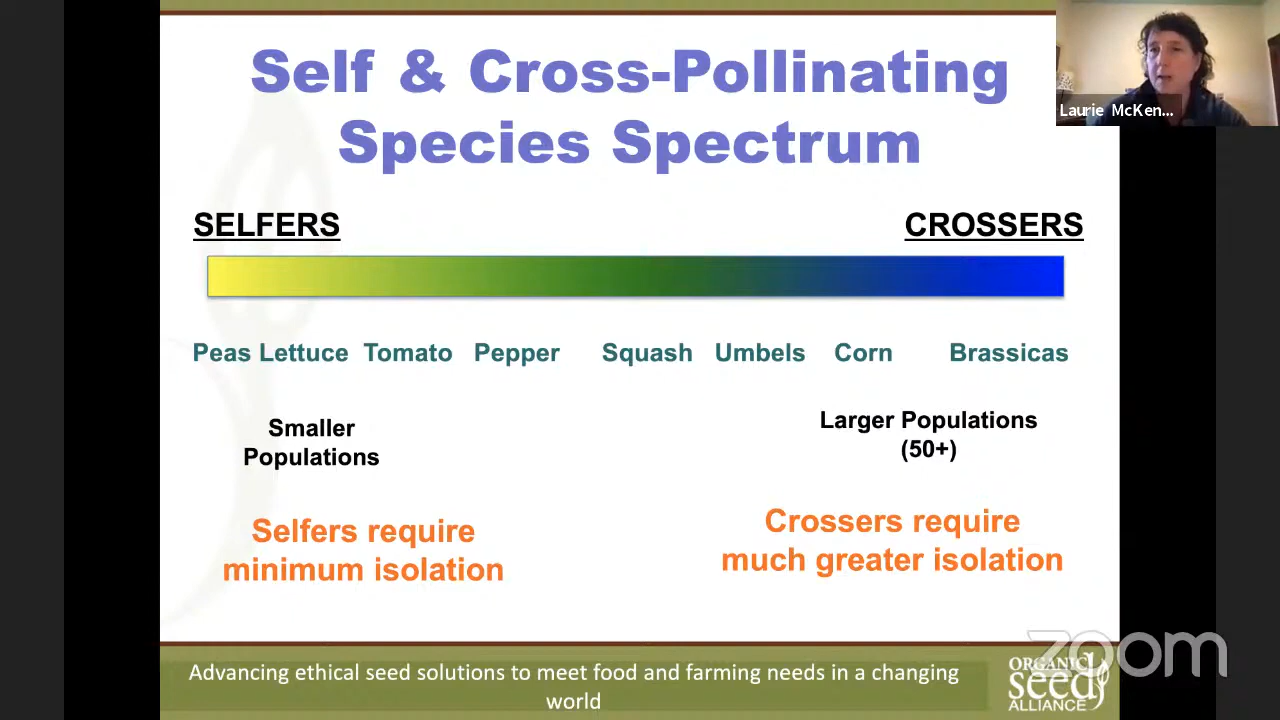 Self & Cross-Pollinating
Species Spectrum
Laurie McKen...
SELFERS
CROSSERS
Peas Lettuce Tomato Pepper Squash Umbels Corn Brassicas
Smaller
Populations
Larger Populations
(50+)
Selfers require
minimum isolation
Crossers require
much greater isolation
Advancing ethical seed solutions to meet food and farming needs in a changing
world
ORGANIC
seed
ALLIANCE
zoom